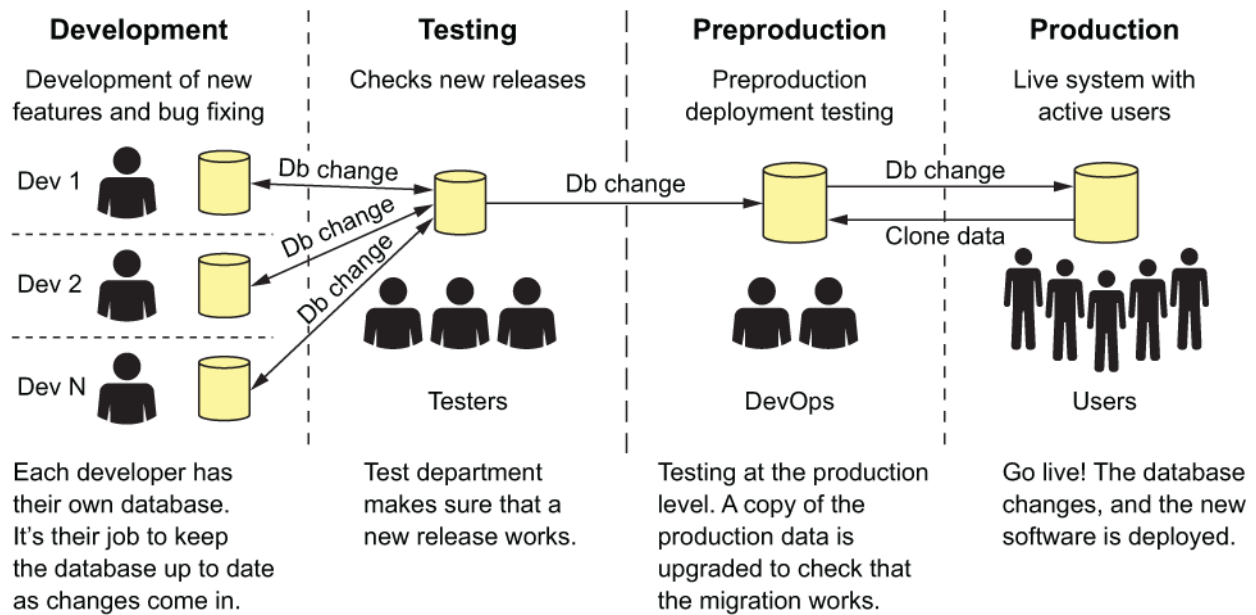 Development
Development of new
features and bug fixing
Dev 1
Dev 2
Dev N
Db change
Db change
Db change
Each developer has
their own database.
It’s their job to keep
the database up to date
as changes come in.
Testing
Checks new releases
Testers
Test department
makes sure that a
new release works.
Db change
Preproduction
Preproduction
deployment testing
DevOps
Testing at the production
level. A copy of the
production data is
upgraded to check that
the migration works.
Db change
Clone data
Production
Live system with
active users
Users
Go live! The database
changes, and the new
software is deployed.